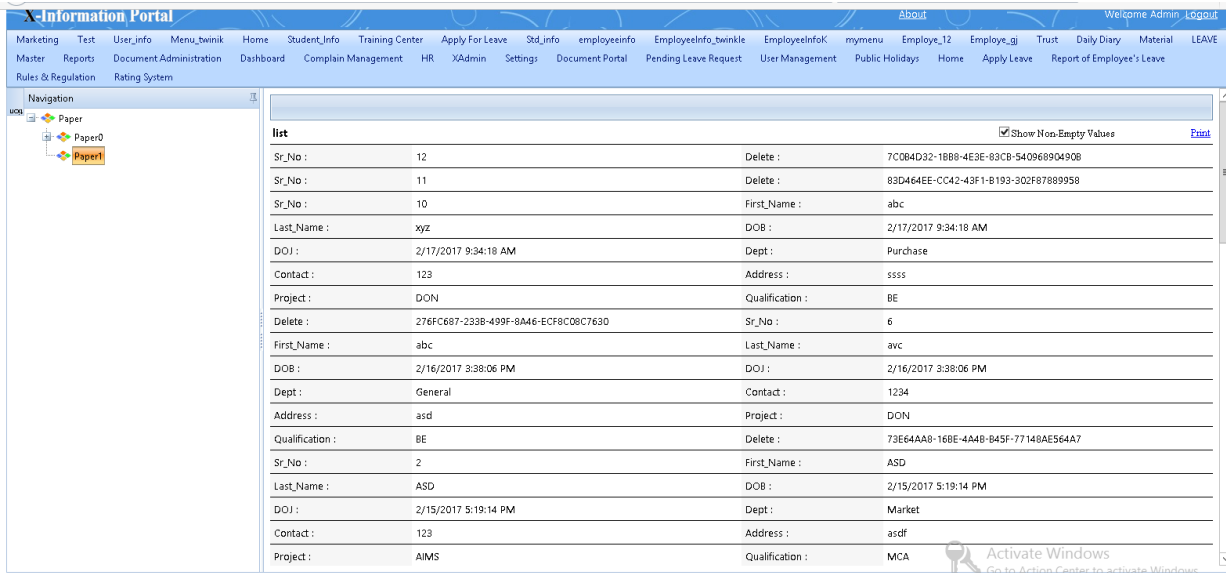 X-Information Portal About Welcome Admin Logout
Marketing Test User_info Menu_twinik Home Student_Info Training Center Apply For Leave Std_info employeeinfo EmployeeInfo_twinkle EmployeeInfoK mymenu Employe_12 Employe_gj Trust Daily Diary Material LEAVE
Master Reports Document Administration Dashboard Complain Management HR XAdmin Settings Document Portal Pending Leave Request User Management Public Holidays Home Apply Leave Report of Employee's Leave
Rules & Regulation Rating System
Navigation
Paper
Paper0
Paper1
list Show Non-Empty Values Print
Sr_No : 12 Delete : 7C0B4D32-1BB8-4E3E-83CB-54096890490B
Sr_No : 11 Delete : 83D464EE-CC42-43F1-B193-302F87889958
Sr_No : 10 First_Name : abc
Last_Name : xyz DOB : 2/17/2017 9:34:18 AM
DOJ : 2/17/2017 9:34:18 AM Dept : Purchase
Contact : 123 Address : ssss
Project : DON Qualification : BE
Delete : 276FC687-233B-499F-8A46-ECF8C08C7630 Sr_No : 6
First_Name : abc Last_Name : avc
DOB : 2/16/2017 3:38:06 PM DOJ : 2/16/2017 3:38:06 PM
Dept : General Contact : 1234
Address : asd Project : DON
Qualification : BE Delete : 73E64AA8-16BE-4A4B-B45F-77148AE564A7
Sr_No : 2 First_Name : ASD
Last_Name : ASD DOB : 2/15/2017 5:19:14 PM
DOJ : 2/15/2017 5:19:14 PM Dept : Market
Contact : 123 Address : asdf
Project : AIMS Qualification : MCA
Activate Windows
Go to Action Center to activate Windows